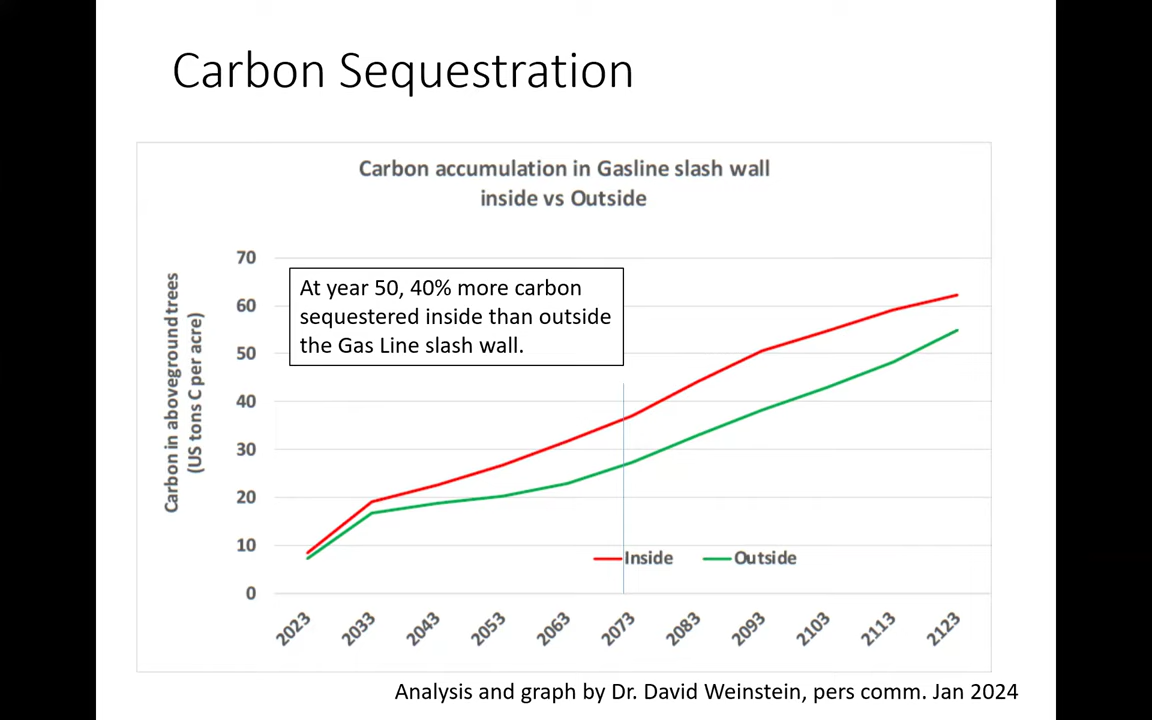 Carbon Sequestration
Carbon accumulation in Gasline slash wall
inside vs Outside
Carbon in aboveground trees
(US tons C per acre)
70
60
50
40
30
20
10
0
At year 50, 40% more carbon
sequestered inside than outside
the Gas Line slash wall.
Inside Outside
2023 2033 2043 2053 2063 2073 2083 2093 2103 2113 2123
Analysis and graph by Dr. David Weinstein, pers comm. Jan 2024